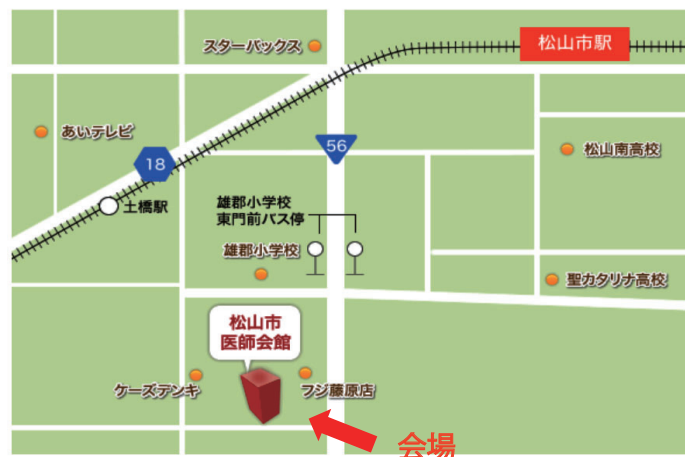 スターバックス
松山市駅
あいテレビ
18
56
松山南高校
土橋駅
雄郡小学校
東門前バス停
雄郡小学校
聖カタリナ高校
松山市
医師会館
ケーズデンキ
フジ藤原店
会場